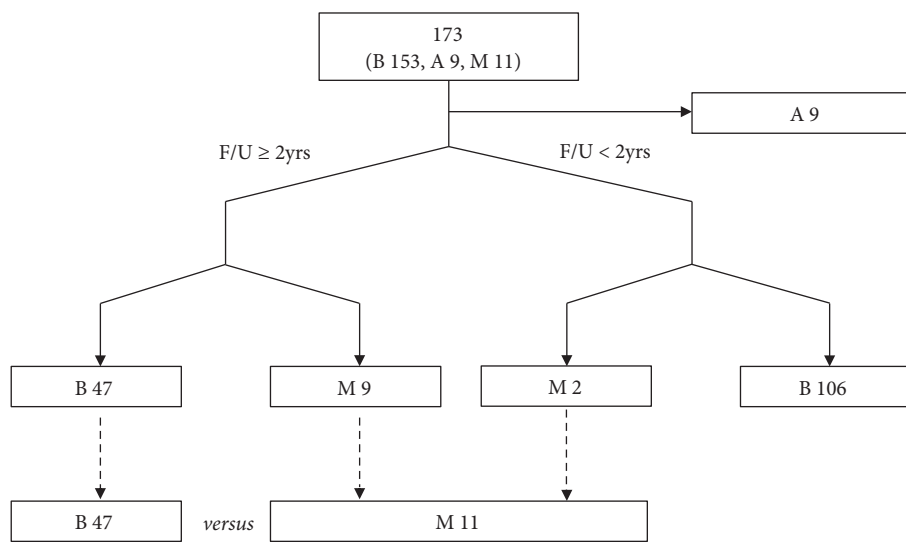 173
(B 153, A 9, M 11)
A 9
F/U ≥ 2yrs
F/U < 2yrs
B 47
M 9
M 2
B 106
B 47
versus
M 11